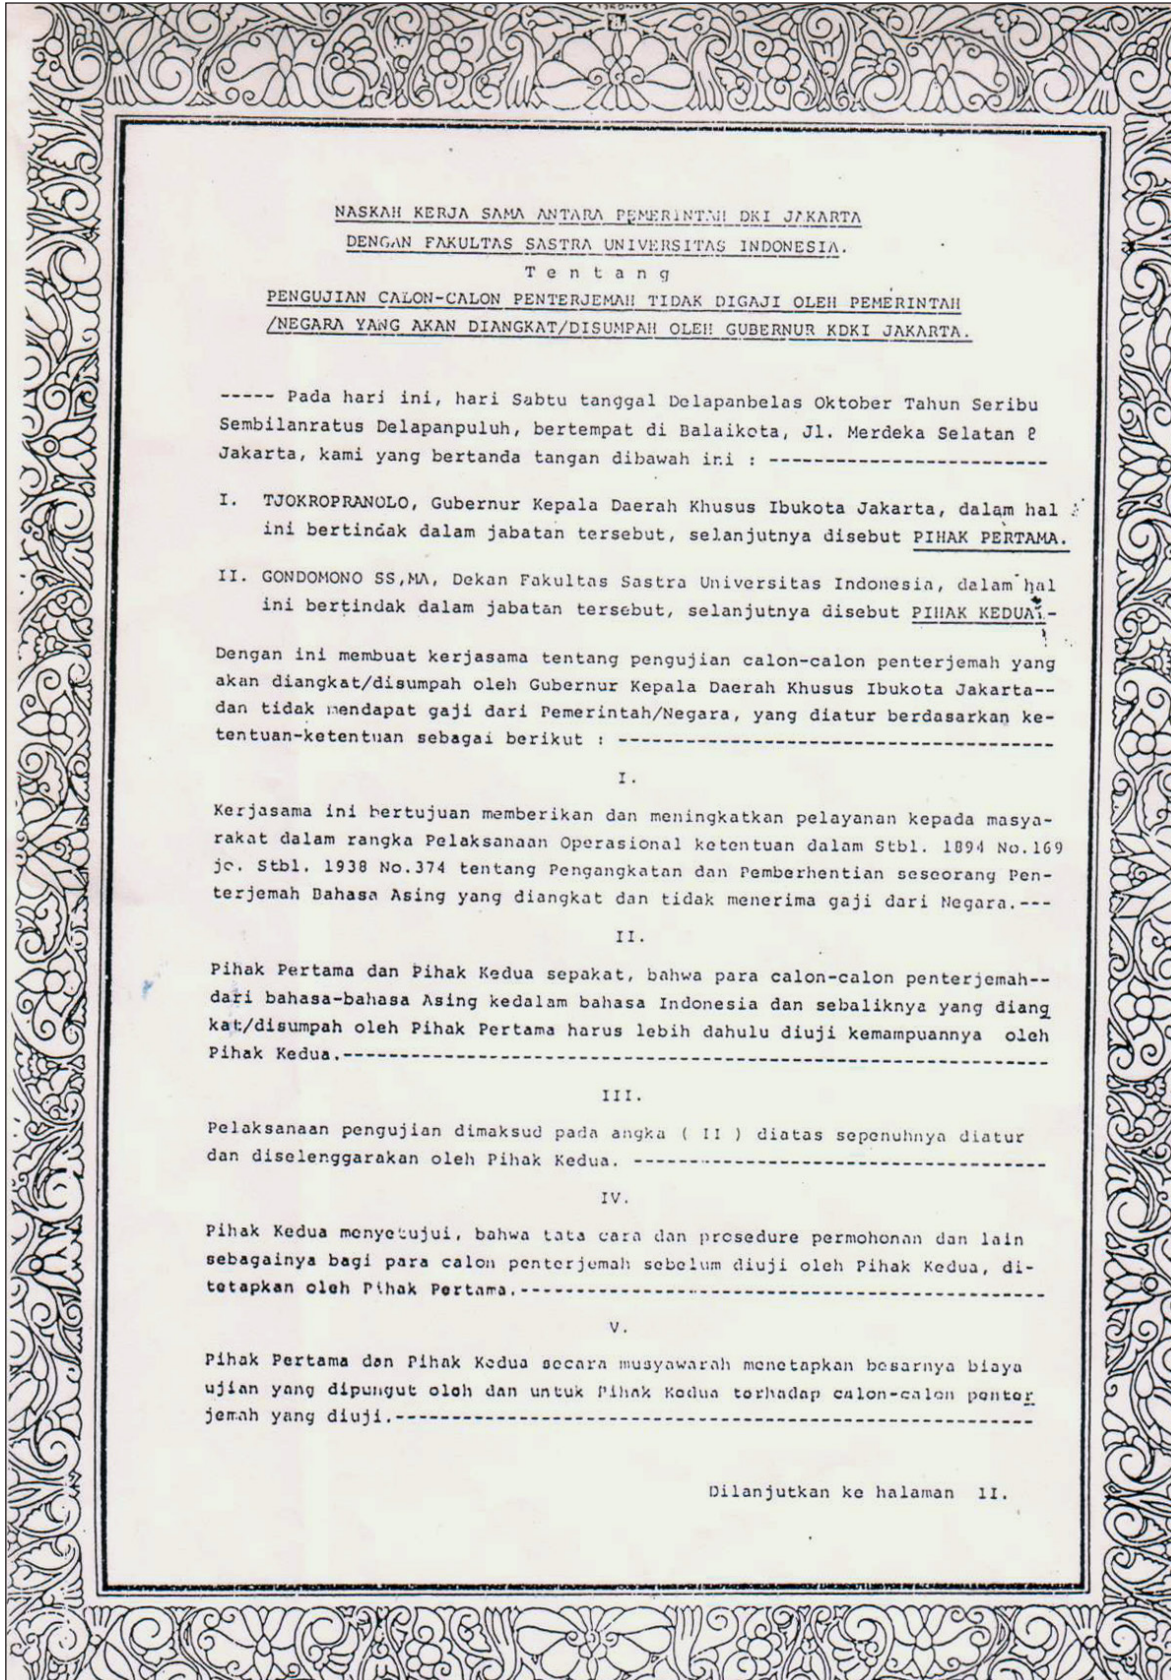 NASKAH KERJA SAMA ANTARA PEMERINTAH DKI JAKARTA
DENGAN FAKULTAS SASTRA UNIVERSITAS INDONESIA.
T e n t a n g
PENGUJIAN CALON-CALON PENTERJEMAH TIDAK DIGAJI OLEH PEMERINTAH
/NEGARA YANG AKAN DIANGKAT/DISUMPAH OLEH GUBERNUR KDKI JAKARTA.
----- Pada hari ini, hari Sabtu tanggal Delapanbelas Oktober Tahun Seribu
Sembilanratus Delapanpuluh, bertempat di Balaikota, Jl. Merdeka Selatan 8
Jakarta, kami yang bertanda tangan dibawah ini : -------------------------
I. TJOKROPRANOLO, Gubernur Kepala Daerah Khusus Ibukota Jakarta, dalam hal
ini bertindak dalam jabatan tersebut, selanjutnya disebut PIHAK PERTAMA.
II. GONDOMONO SS,MA, Dekan Fakultas Sastra Universitas Indonesia, dalam hal
ini bertindak dalam jabatan tersebut, selanjutnya disebut PIHAK KEDUA.-
Dengan ini membuat kerjasama tentang pengujian calon-calon penterjemah yang
akan diangkat/disumpah oleh Gubernur Kepala Daerah Khusus Ibukota Jakarta--
dan tidak mendapat gaji dari Pemerintah/Negara, yang diatur berdasarkan ke-
tentuan-ketentuan sebagai berikut : ---------------------------------------
I.
Kerjasama ini bertujuan memberikan dan meningkatkan pelayanan kepada masya-
rakat dalam rangka Pelaksanaan Operasional ketentuan dalam Stbl. 1894 No.169
jo. Stbl. 1938 No.374 tentang Pengangkatan dan Pemberhentian seseorang Pen-
terjemah Bahasa Asing yang diangkat dan tidak menerima gaji dari Negara.---
II.
Pihak Pertama dan Pihak Kedua sepakat, bahwa para calon-calon penterjemah--
dari bahasa-bahasa Asing kedalam bahasa Indonesia dan sebaliknya yang diang
kat/disumpah oleh Pihak Pertama harus lebih dahulu diuji kemampuannya oleh
Pihak Kedua.---------------------------------------------------------------
III.
Pelaksanaan pengujian dimaksud pada angka ( II ) diatas sepenuhnya diatur
dan diselenggarakan oleh Pihak Kedua. -------------------------------------
IV.
Pihak Kedua menyetujui, bahwa tata cara dan prosedure permohonan dan lain
sebagainya bagi para calon penterjemah sebelum diuji oleh Pihak Kedua, di-
tetapkan oleh Pihak Pertama.-----------------------------------------------
V.
Pihak Pertama dan Pihak Kedua secara musyawarah menetapkan besarnya biaya
ujian yang dipungut oleh dan untuk Pihak Kedua terhadap calon-calon penter
jemah yang diuji.---------------------------------------------------------
Dilanjutkan ke halaman II.